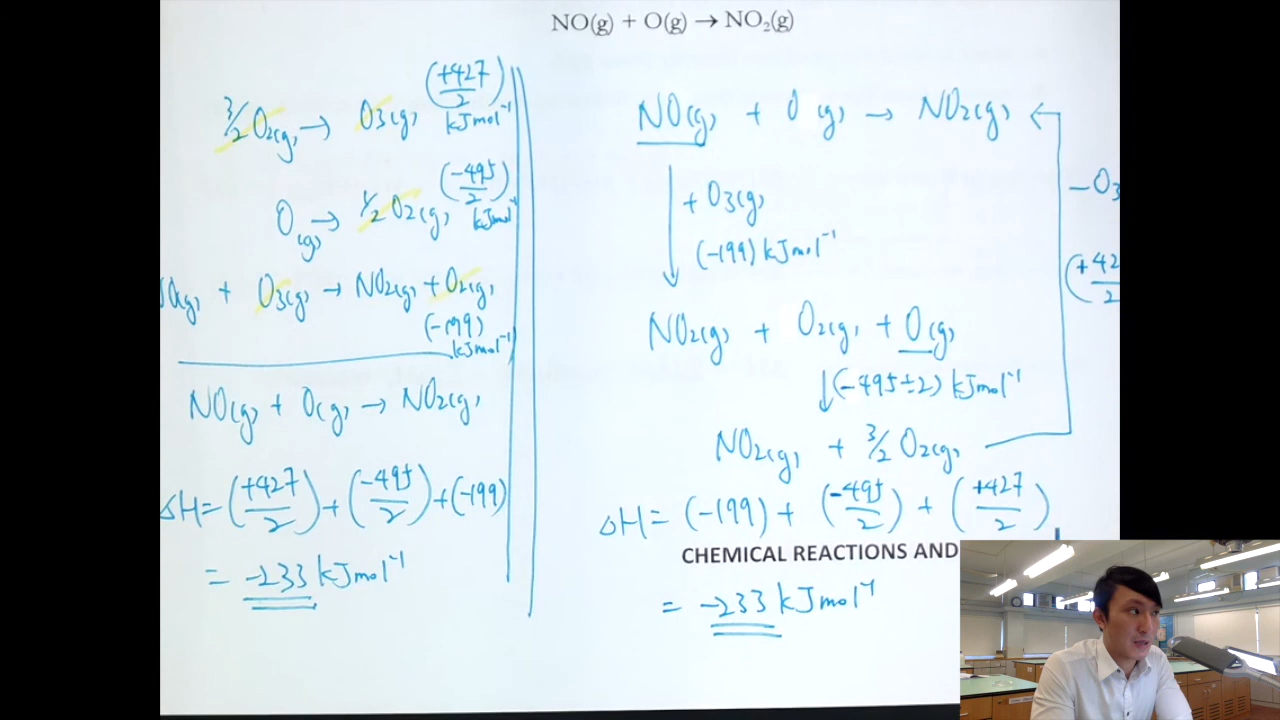 NO(g) + O(g) → NO₂(g)
3/2 O2(g) → O3(g) (+427/2) kJmol⁻¹
O(g) → 1/2 O2(g) (-495/2) kJmol⁻¹
O(g) + O3(g) → NO2(g) + O2(g)
(-199) kJmol⁻¹
NO(g) + O(g) → NO2(g)
ΔH = (+427/2) + (-495/2) + (-199)
= -233 kJmol⁻¹
NO(g) + O(g) → NO2(g) ←
↓ + O3(g)
(-199) kJmol⁻¹
- O3
(+42/2
NO2(g) + O2(g) + O(g)
↓ (-495÷2) kJmol⁻¹
NO2(g) + 3/2 O2(g)
ΔH = (-199) + (-495/2) + (+427/2)
CHEMICAL REACTIONS AND
= -233 kJmol⁻¹